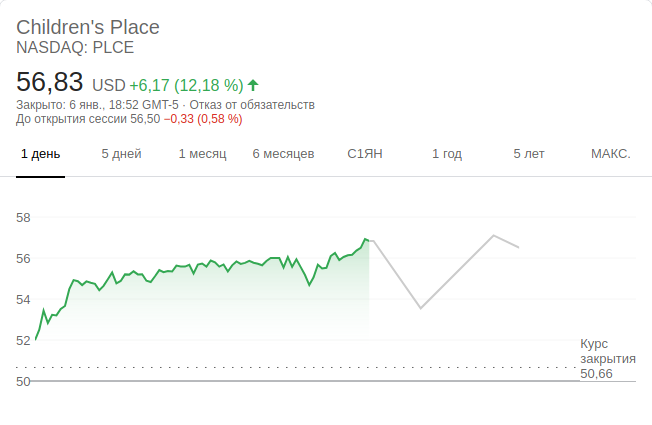 Children's Place
NASDAQ: PLCE
56,83 USD +6,17 (12,18 %)
Закрыто: 6 янв., 18:52 GMT-5 · Отказ от обязательств
До открытия сессии 56,50 −0,33 (0,58 %)
1 день 5 дней 1 месяц 6 месяцев С1ЯН 1 год 5 лет МАКС.
58
56
54
52
50
Курс
закрытия
50,66